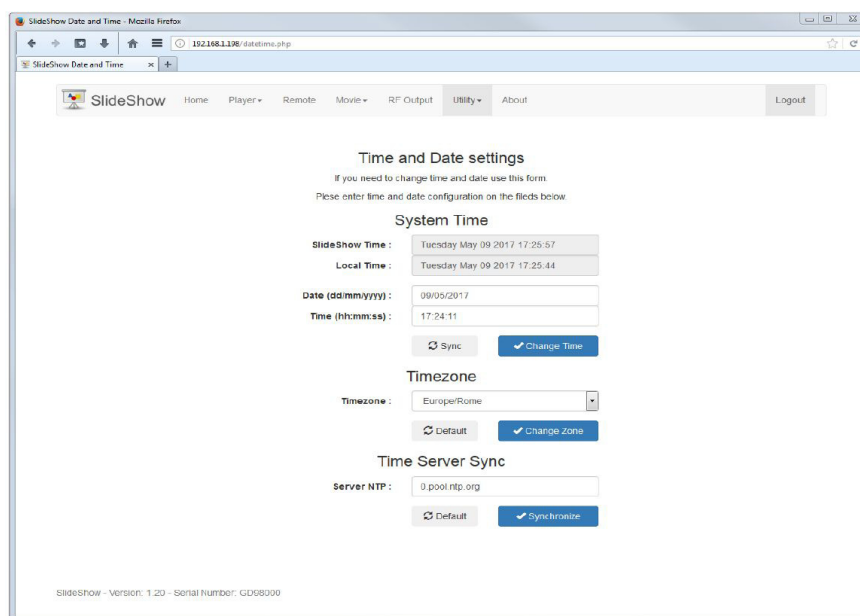 SlideShow Date and Time - Mozilla Firefox
192.168.1.198/datetime.php
SlideShow Date and Time
SlideShow Home Player Remote Movie RF Output Utility About Logout
Time and Date settings
If you need to change time and date use this form.
Plese enter time and date configuration on the fileds below.
System Time
SlideShow Time : Tuesday May 09 2017 17:25:57
Local Time : Tuesday May 09 2017 17:25:44
Date (dd/mm/yyyy) : 09/05/2017
Time (hh:mm:ss) : 17:24:11
Sync Change Time
Timezone
Timezone : Europe/Rome
Default Change Zone
Time Server Sync
Server NTP : 0.pool.ntp.org
Default Synchronize
SlideShow - Version: 1.20 - Serial Number: GD98000